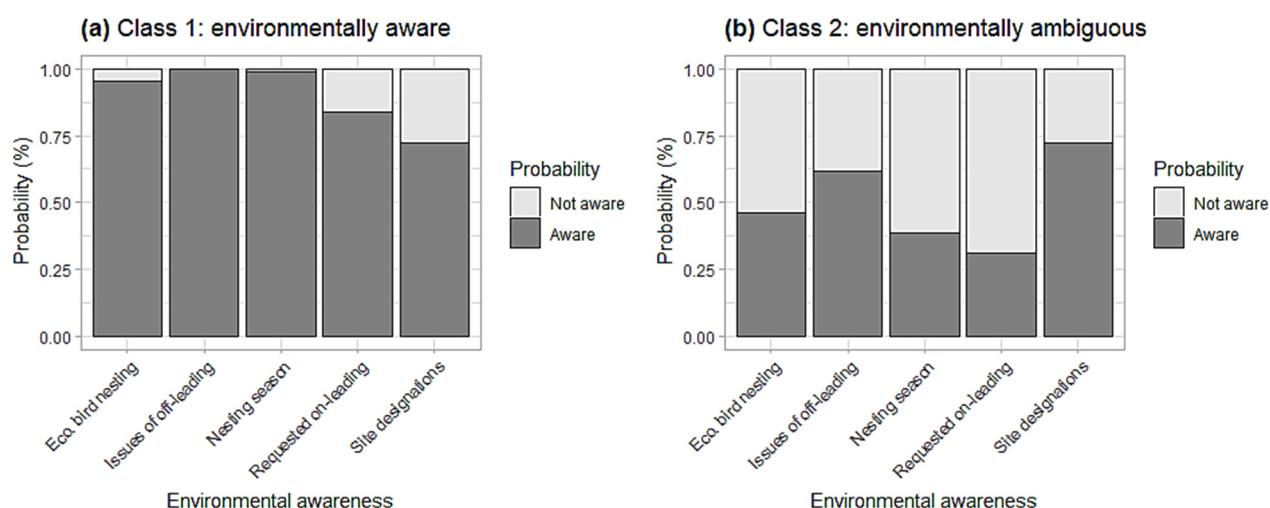 (a) Class 1: environmentally aware
Probability (%)
1.00
0.75
0.50
0.25
0.00
Eco. bird nesting
Issues of off-leading
Nesting season
Requested on-leading
Site designations
Environmental awareness
Probability
Not aware
Aware
(b) Class 2: environmentally ambiguous
Probability (%)
1.00
0.75
0.50
0.25
0.00
Eco. bird nesting
Issues of off-leading
Nesting season
Requested on-leading
Site designations
Environmental awareness
Probability
Not aware
Aware